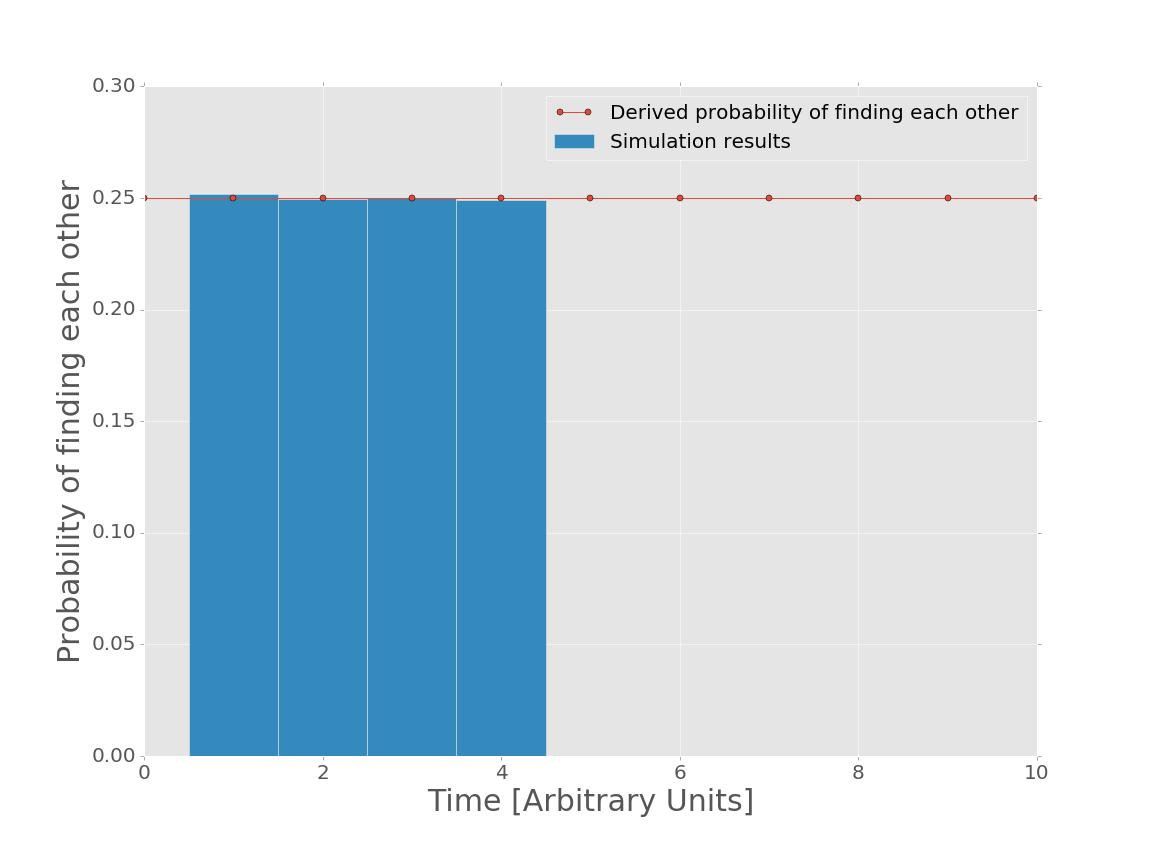 0.30
0.25
0.20
0.15
0.10
0.05
0.00
Probability of finding each other
Derived probability of finding each other
Simulation results
0 2 4 6 8 10
Time [Arbitrary Units]